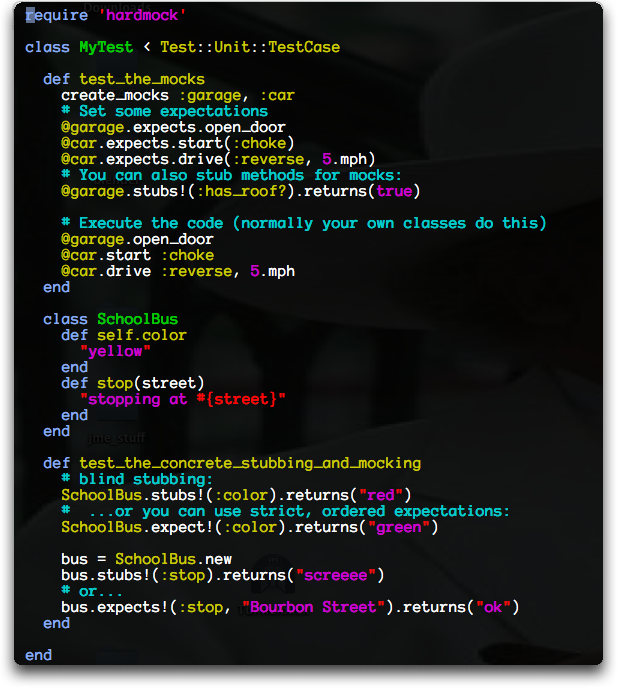 Downloads
require 'hardmock'
class MyTest < Test::Unit::TestCase
def test_the_mocks
create_mocks :garage, :car
# Set some expectations
@garage.expects.open_door
@car.expects.start(:choke)
@car.expects.drive(:reverse, 5.mph)
# You can also stub methods for mocks:
@garage.stubs!(:has_roof?).returns(true)
# Execute the code (normally your own classes do this)
@garage.open_door
@car.start :choke
@car.drive :reverse, 5.mph
end
class SchoolBus
def self.color
"yellow"
end
def stop(street)
"stopping at #{street}"
end
end
jme_stuff
def test_the_concrete_stubbing_and_mocking
# blind stubbing:
SchoolBus.stubs!(:color).returns("red")
#  ...or you can use strict, ordered expectations:
SchoolBus.expect!(:color).returns("green")
bus = SchoolBus.new
bus.stubs!(:stop).returns("screeee")
# or...
bus.expects!(:stop, "Bourbon Street").returns("ok")
end
end